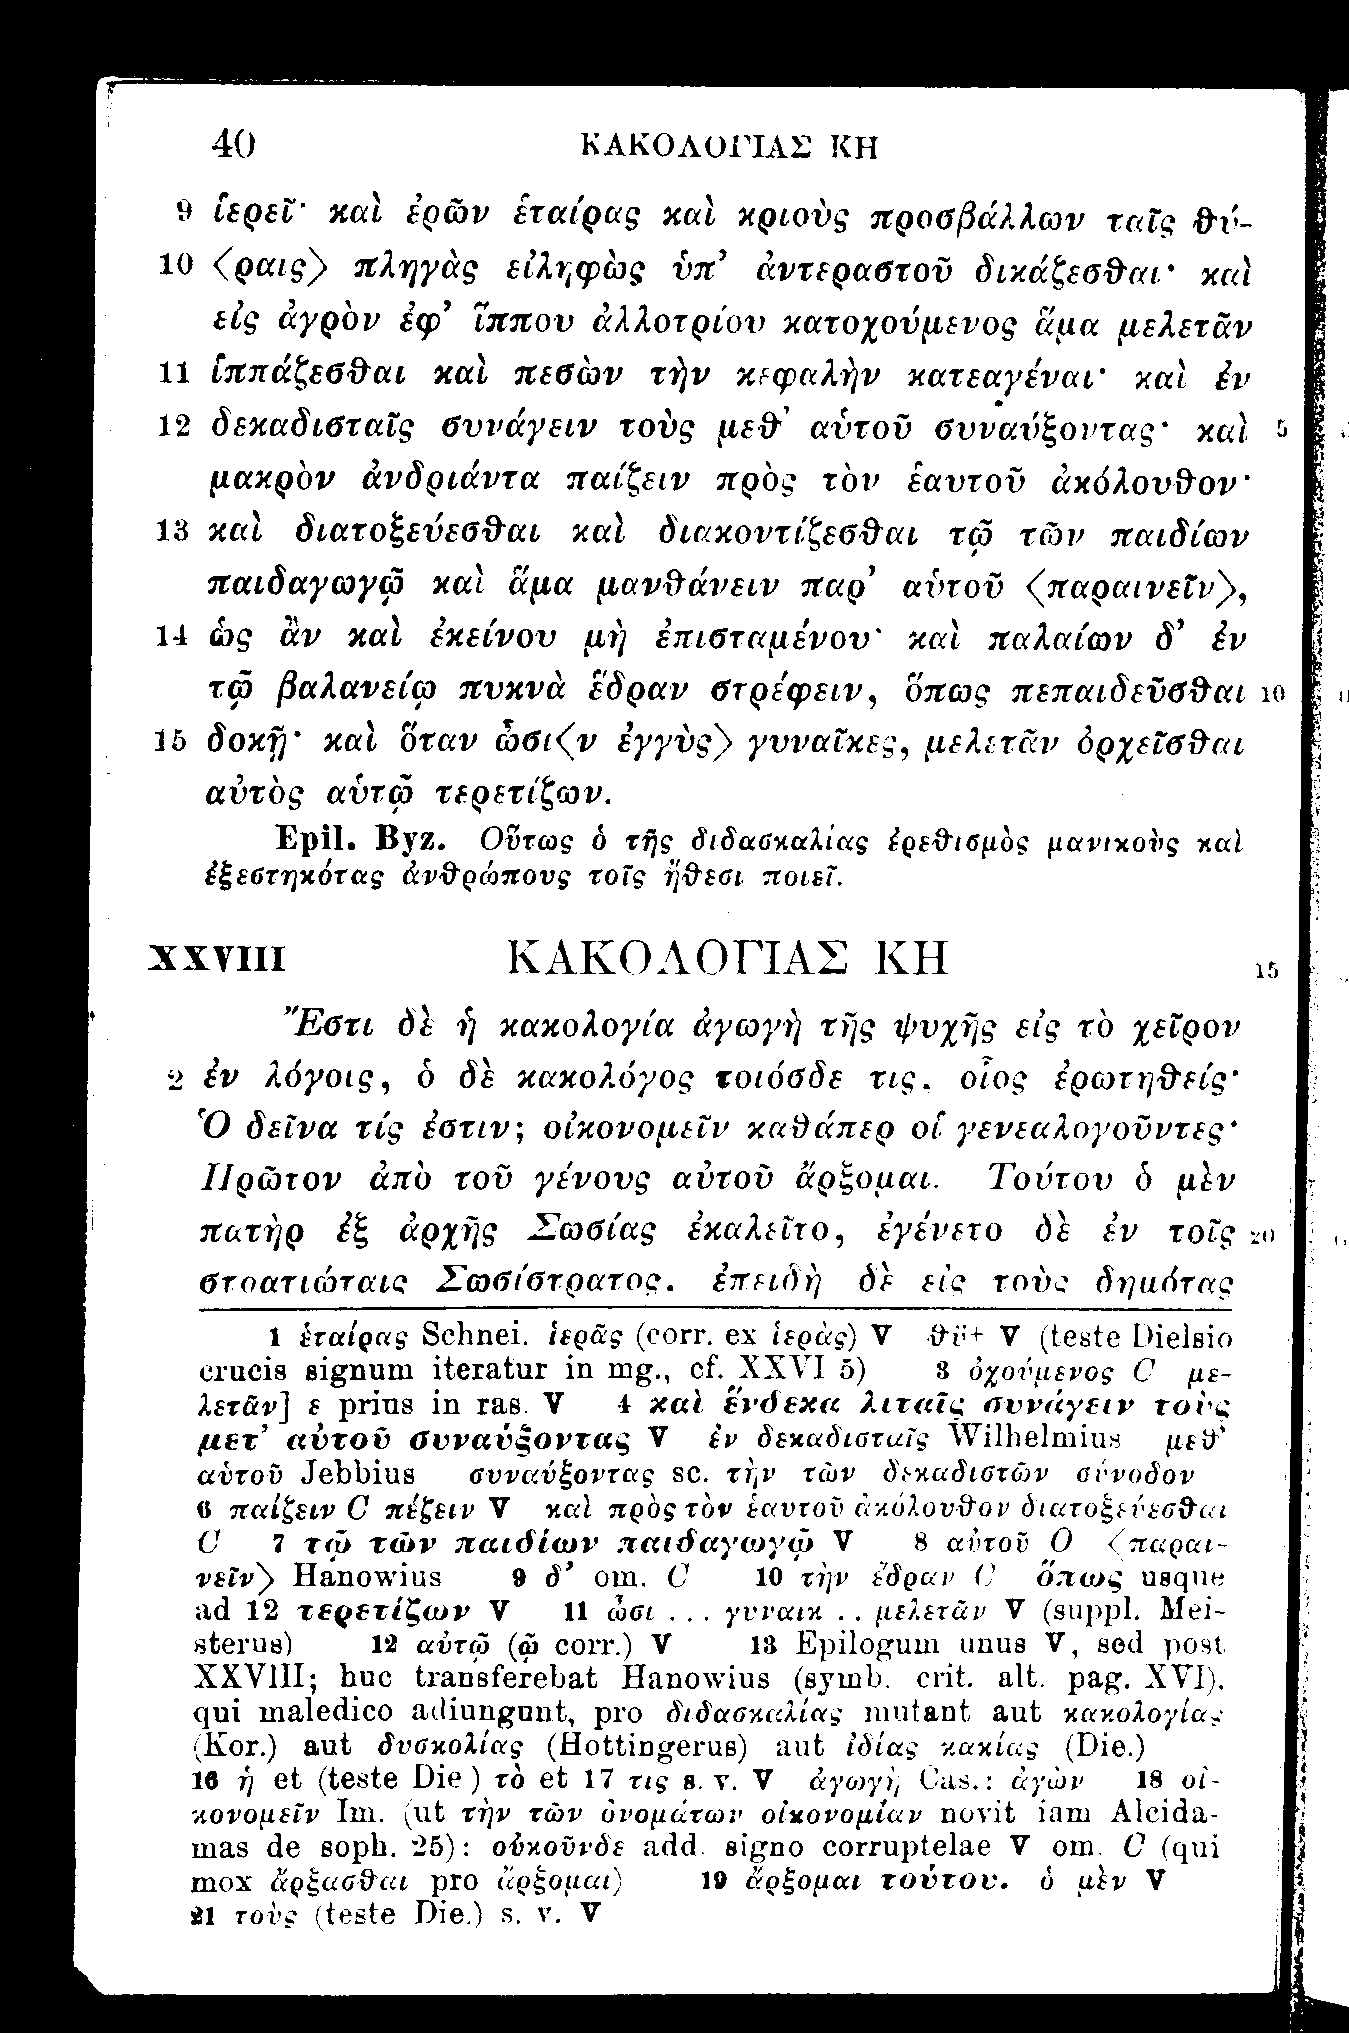 40 ΚΑΚΟΛΟΓΙΑΣ ΚΗ
9 ἱερεῖ· καὶ ἐρῶν ἑταίρας καὶ κριοὺς προσβάλλων ταῖς θύ-
10 〈ραις〉 πληγὰς εἰληφὼς ὑπ’ ἀντεραστοῦ δικάζεσθαι· καὶ
εἰς ἀγρὸν ἐφ’ ἵππου ἀλλοτρίου κατοχούμενος ἅμα μελετᾶν
11 ἱππάζεσθαι καὶ πεσὼν τὴν κεφαλὴν κατεαγέναι· καὶ ἐν
12 δεκαδισταῖς συνάγειν τοὺς μεθ’ αὑτοῦ συναύξοντας· καὶ 5
μακρὸν ἀνδριάντα παίζειν πρὸς τὸν ἑαυτοῦ ἀκόλουθον·
13 καὶ διατοξεύεσθαι καὶ διακοντίζεσθαι τῷ τῶν παιδίων
παιδαγωγῷ καὶ ἅμα μανθάνειν παρ’ αὑτοῦ 〈παραινεῖν〉,
14 ὡς ἂν καὶ ἐκείνου μὴ ἐπισταμένου· καὶ παλαίων δ’ ἐν
τῷ βαλανείῳ πυκνὰ ἕδραν στρέφειν, ὅπως πεπαιδεῦσθαι 10
15 δοκῇ· καὶ ὅταν ὦσι〈ν ἐγγὺς〉 γυναῖκες, μελετᾶν ὀρχεῖσθαι
αὐτὸς αὑτῷ τερετίζων.
Epil. Byz. Οὕτως ὁ τῆς διδασκαλίας ἐρεθισμὸς μανικοὺς καὶ
ἐξεστηκότας ἀνθρώπους τοῖς ἤθεσι ποιεῖ.
XXVIII ΚΑΚΟΛΟΓΙΑΣ ΚΗ 15
Ἔστι δὲ ἡ κακολογία ἀγωγὴ τῆς ψυχῆς εἰς τὸ χεῖρον
2 ἐν λόγοις, ὁ δὲ κακολόγος τοιόσδε τις. οἷος ἐρωτηθείς·
Ὁ δεῖνα τίς ἐστιν; οἰκονομεῖν καθάπερ οἱ γενεαλογοῦντες·
Πρῶτον ἀπὸ τοῦ γένους αὐτοῦ ἄρξομαι. Τούτου ὁ μὲν
πατὴρ ἐξ ἀρχῆς Σωσίας ἐκαλεῖτο, ἐγένετο δὲ ἐν τοῖς 20
στρατιώταις Σωσίστρατος. ἐπειδὴ δὲ εἰς τοὺς δημότας
1 ἑταίρας Schnei. ἱερᾶς (corr. ex ἱεράς) V θύ+ V (teste Dielsio
crucis signum iteratur in mg., cf. XXVI 5) 3 ὀχούμενος C με-
λετᾶν] ε prius in ras. V 4 καὶ ἕνδεκα λιταῖς συνάγειν τοὺς
μετ’ αὐτοῦ συναύξοντας V ἐν δεκαδισταῖς Wilhelmius μεθ’
αὑτοῦ Jebbius συναύξοντας sc. τὴν τῶν δεκαδιστῶν σύνοδον
6 παίζειν C πέζειν V καὶ πρὸς τὸν ἑαυτοῦ ἀκόλουθον διατοξεύεσθαι
C 7 τῷ τῶν παιδίων παιδαγωγῷ V 8 αὑτοῦ O 〈παραι-
νεῖν〉 Hanowius 9 δ’ om. C 10 τὴν ἕδραν C ὅπως usque
ad 12 τερετίζων V 11 ὦσι ... γυναικ .. μελετᾶν V (suppl. Mei-
sterus) 12 αὐτῷ (ῷ corr.) V 13 Epilogum unus V, sed post
XXVIII; huc transferebat Hanowius (symb. crit. alt. pag. XVI).
qui maledico adiungunt, pro διδασκαλίας mutant aut κακολογίας
(Kor.) aut δυσκολίας (Hottingerus) aut ἰδίας κακίας (Die.)
16 ἡ et (teste Die) τὸ et 17 τις s. v. V ἀγωγὴ Cas.: ἀγὼν 18 οἰ-
κονομεῖν Im. (ut τὴν τῶν ὀνομάτων οἰκονομίαν novit iam Alcida-
mas de soph. 25): οὐκοῦνδε add. signo corruptelae V om. C (qui
mox ἄρξασθαι pro ἄρξομαι) 19 ἄρξομαι τούτου. ὁ μὲν V
21 τοὺς (teste Die.) s. v. V